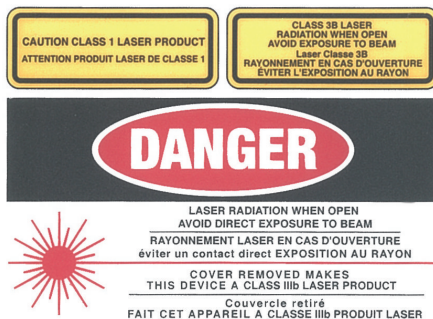 CAUTION CLASS 1 LASER PRODUCT
ATTENTION PRODUIT LASER DE CLASSE 1
CLASS 3B LASER
RADIATION WHEN OPEN
AVOID EXPOSURE TO BEAM
Laser Classe 3B
RAYONNEMENT EN CAS D'OUVERTURE
ÉVITER L'EXPOSITION AU RAYON
DANGER
LASER RADIATION WHEN OPEN
AVOID DIRECT EXPOSURE TO BEAM
RAYONNEMENT LASER EN CAS D'OUVERTURE
éviter un contact direct EXPOSITION AU RAYON
COVER REMOVED MAKES
THIS DEVICE A CLASS IIIb LASER PRODUCT
Couvercle retiré
FAIT CET APPAREIL A CLASSE IIIb PRODUIT LASER